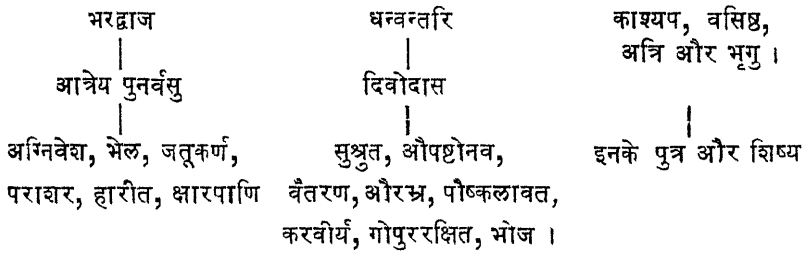 भरद्वाज
आत्रेय पुनर्वसु
अग्निवेश, भेल, जतूकर्ण,
पराशर, हारीत, क्षारपाणि
धन्वन्तरि
दिवोदास
सुश्रुत, औपष्टोनव,
वैतरण, औरभ्र, पौष्कलावत,
करवीर्य, गोपुररक्षित, भोज ।
काश्यप, वसिष्ठ,
अत्रि और भृगु ।
इनके पुत्र और शिष्य